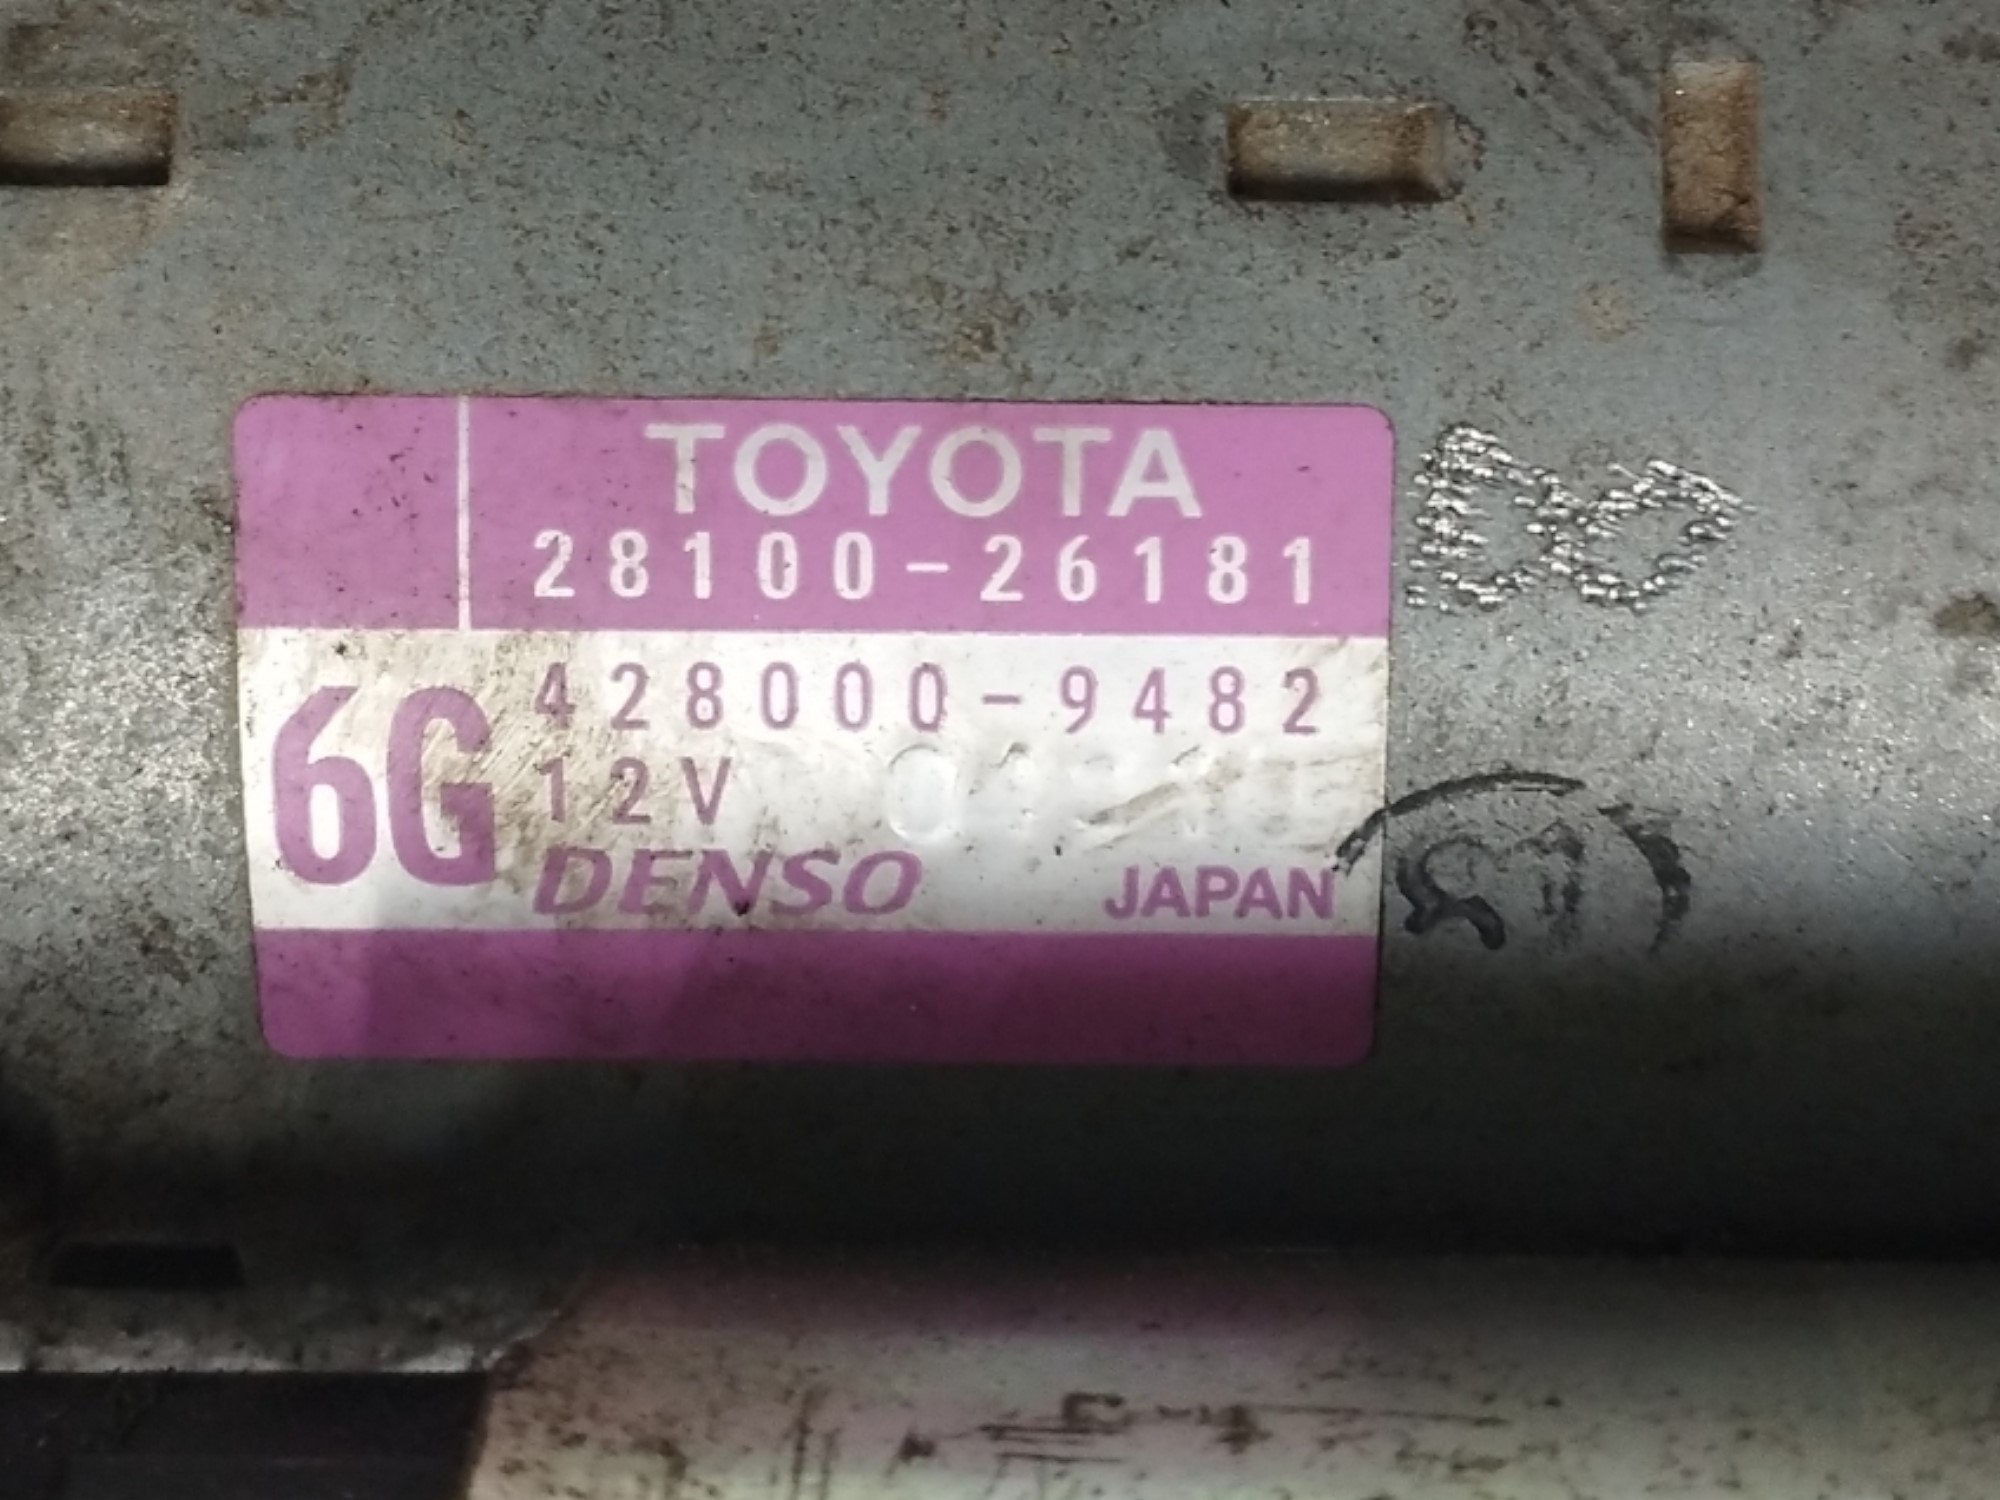 TOYOTA
28100-26181
6G
428000-9482
12V
DENSO JAPAN